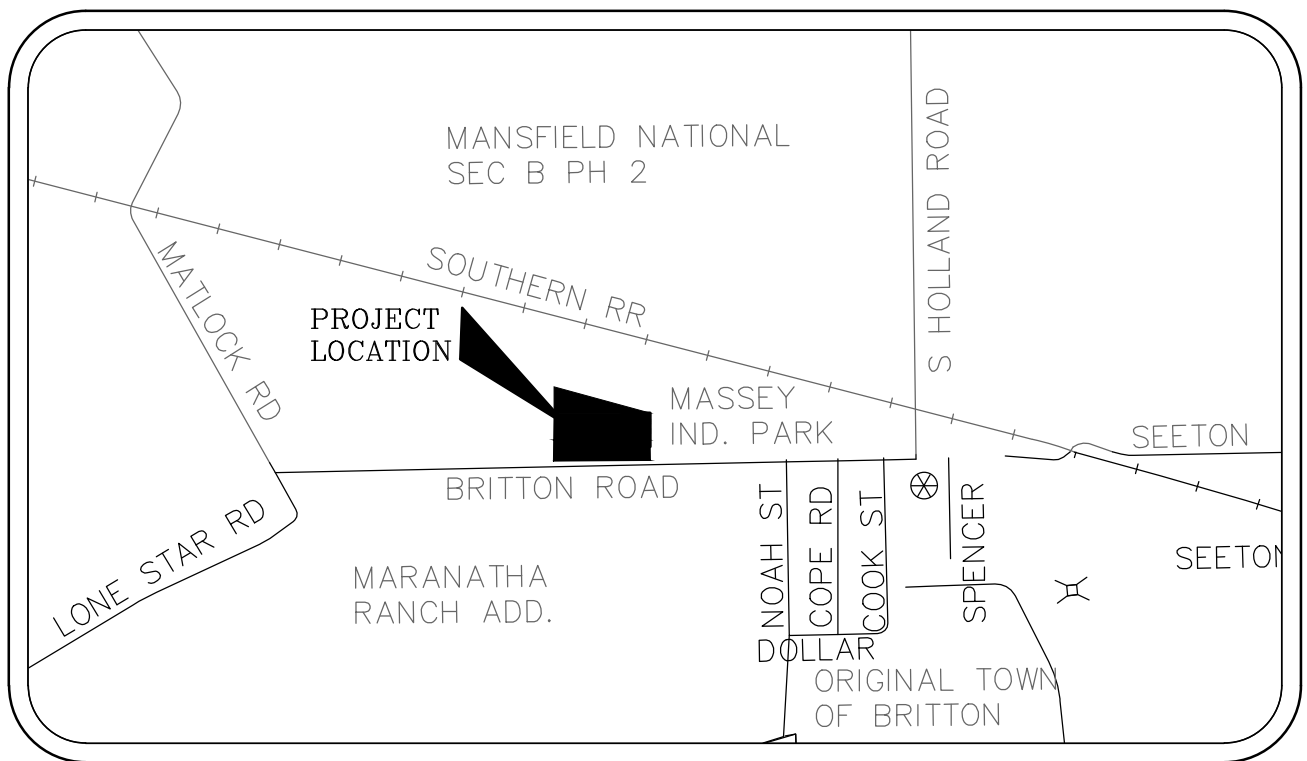 MANSFIELD NATIONAL
SEC B PH 2
S HOLLAND ROAD
SOUTHERN RR
MATLOCK RD
PROJECT
LOCATION
MASSEY
IND. PARK
SEETON
BRITTON ROAD
LONE STAR RD
NOAH ST
COPE RD
COOK ST
SPENCER
SEETON
MARANATHA
RANCH ADD.
DOLLAR
ORIGINAL TOWN
OF BRITTON